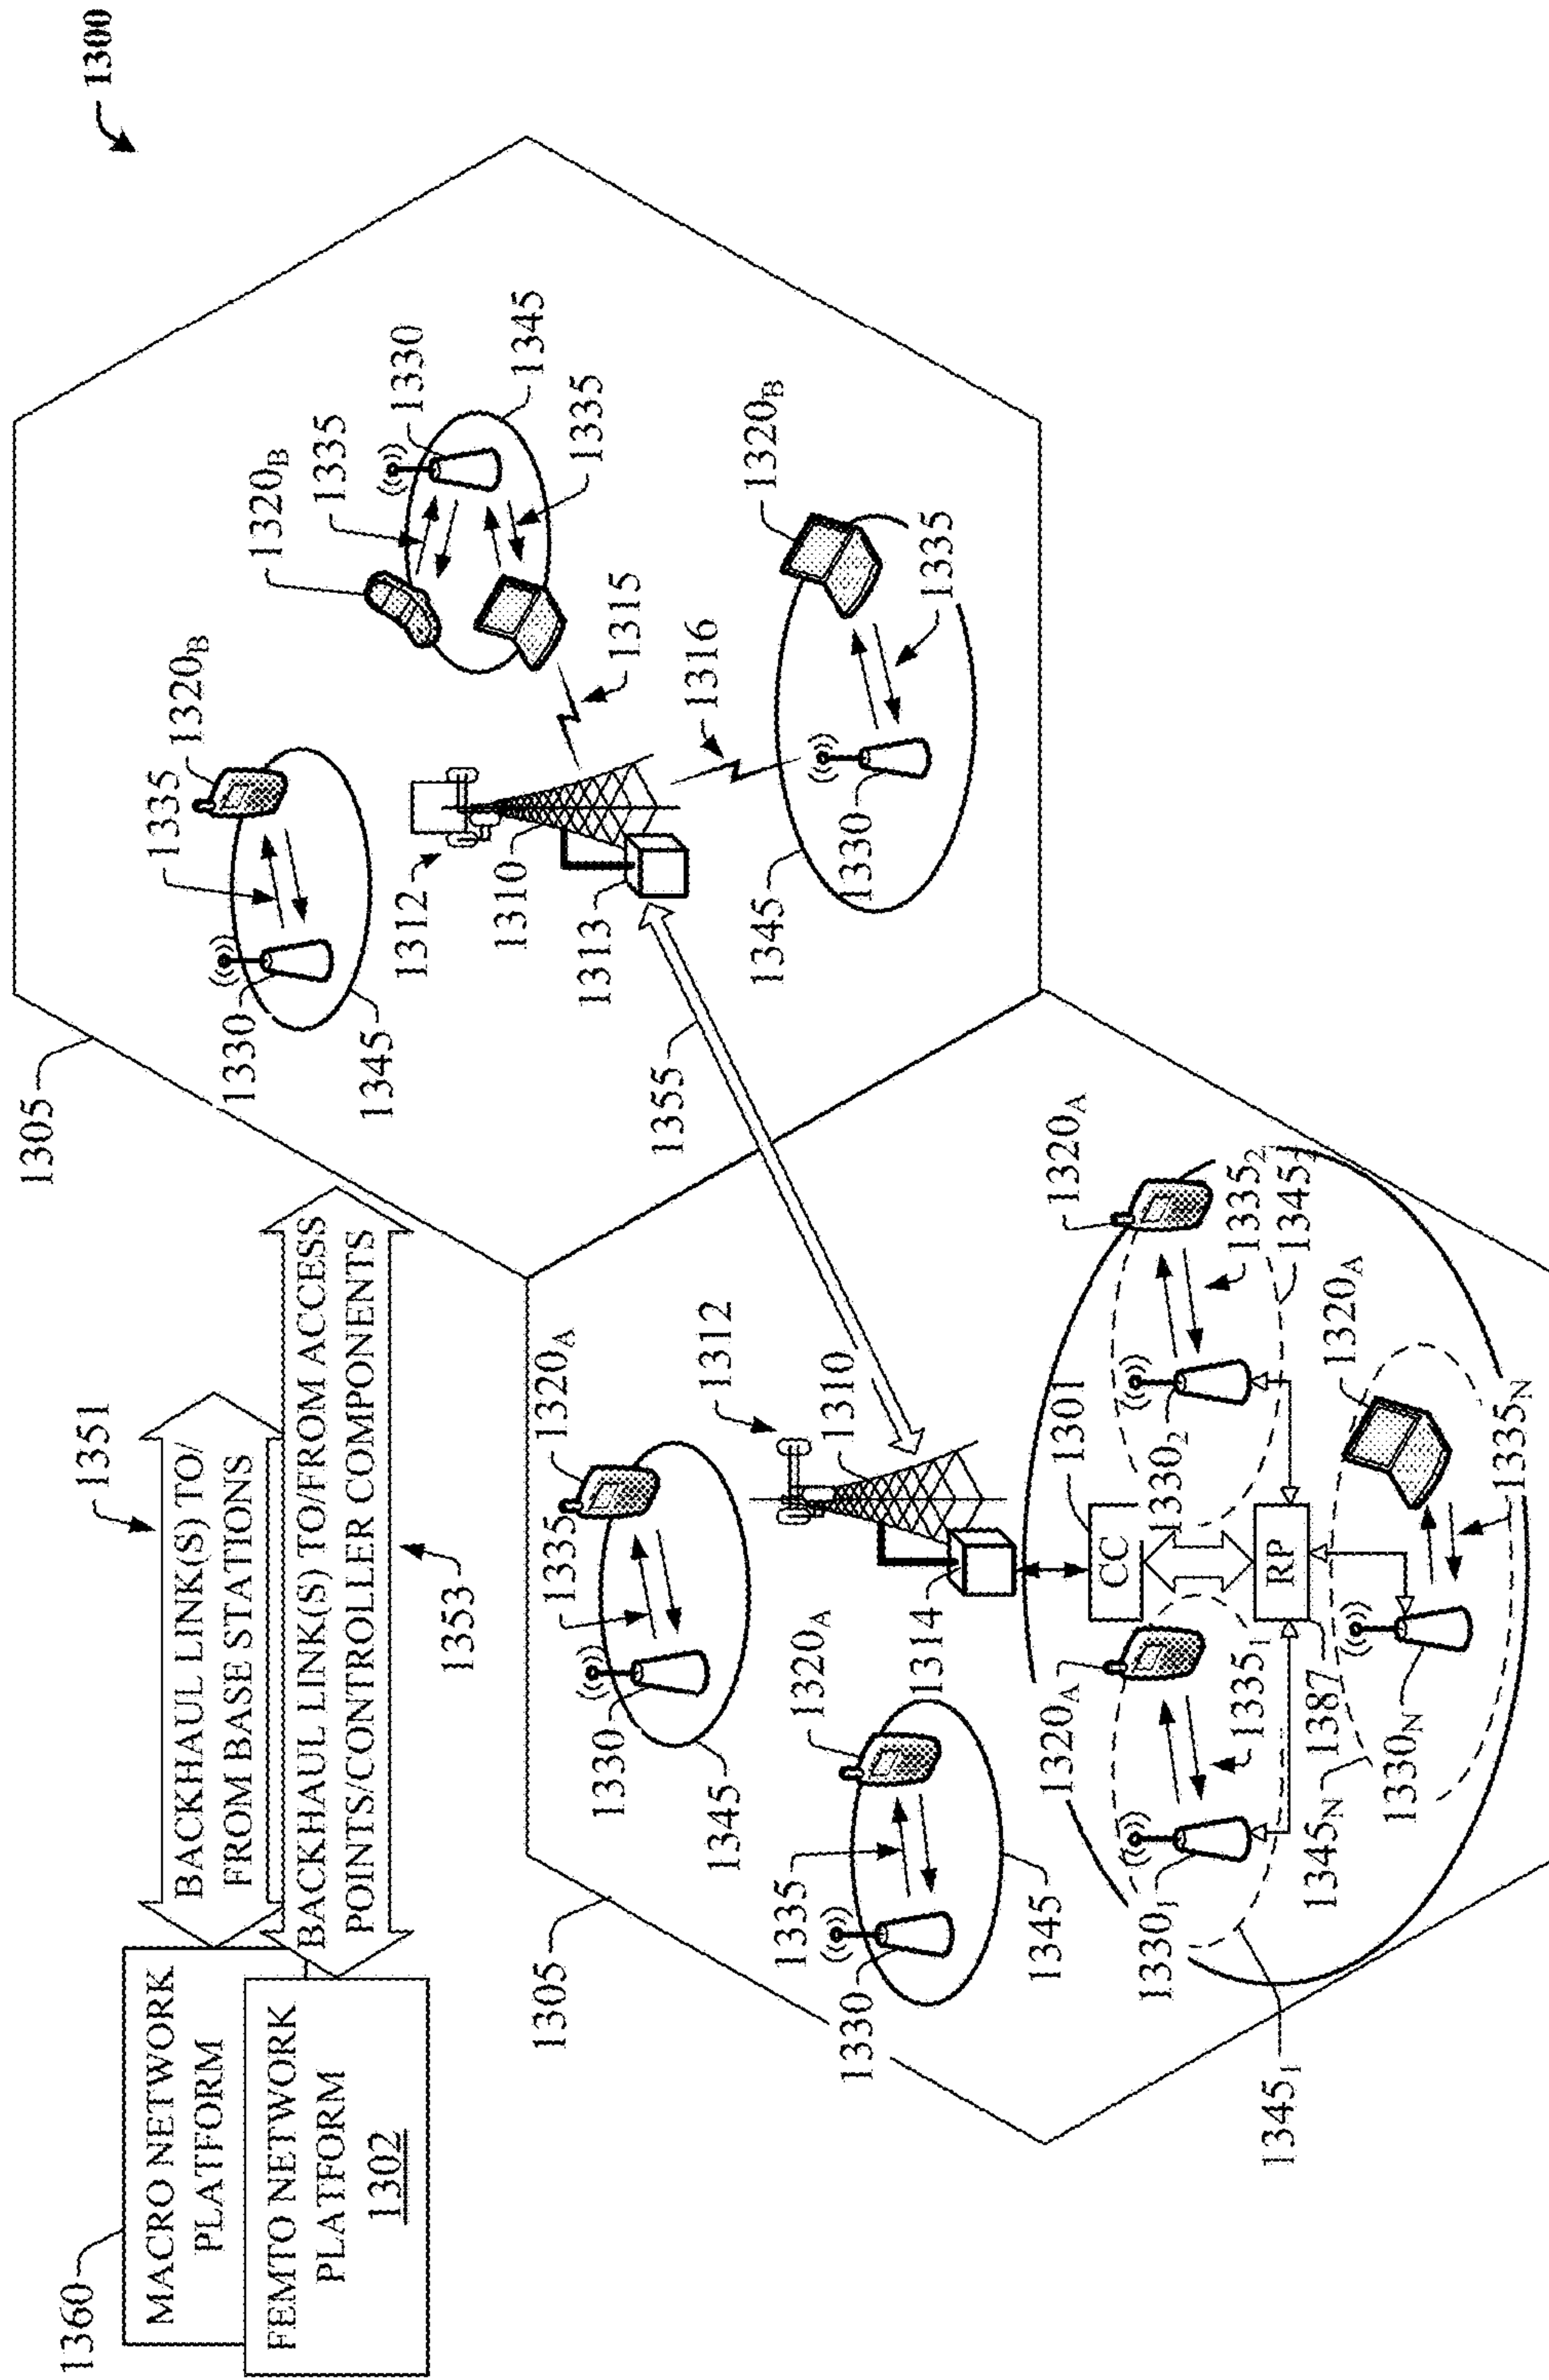 1300
1360
MACRO NETWORK
PLATFORM
FEMTO NETWORK
PLATFORM
1302
1351
BACKHAUL LINK(S) TO/
FROM BASE STATIONS
BACKHAUL LINK(S) TO/FROM ACCESS
POINTS/CONTROLLER COMPONENTS
1353
1305
1330
1345
1335
1320B
1312
1310
1313
1320B
1335
1330
1345
1335
1315
1316
1320B
1345
1330
1335
1355
1305
1330
1345
1335
1320A
1312
1310
1335
1330
1345
1320A
1314
1301
CC
RP
1387
1320A
13351
13301
13451
1320A
13352
13452
13302
1320A
1335N
1345N
1330N